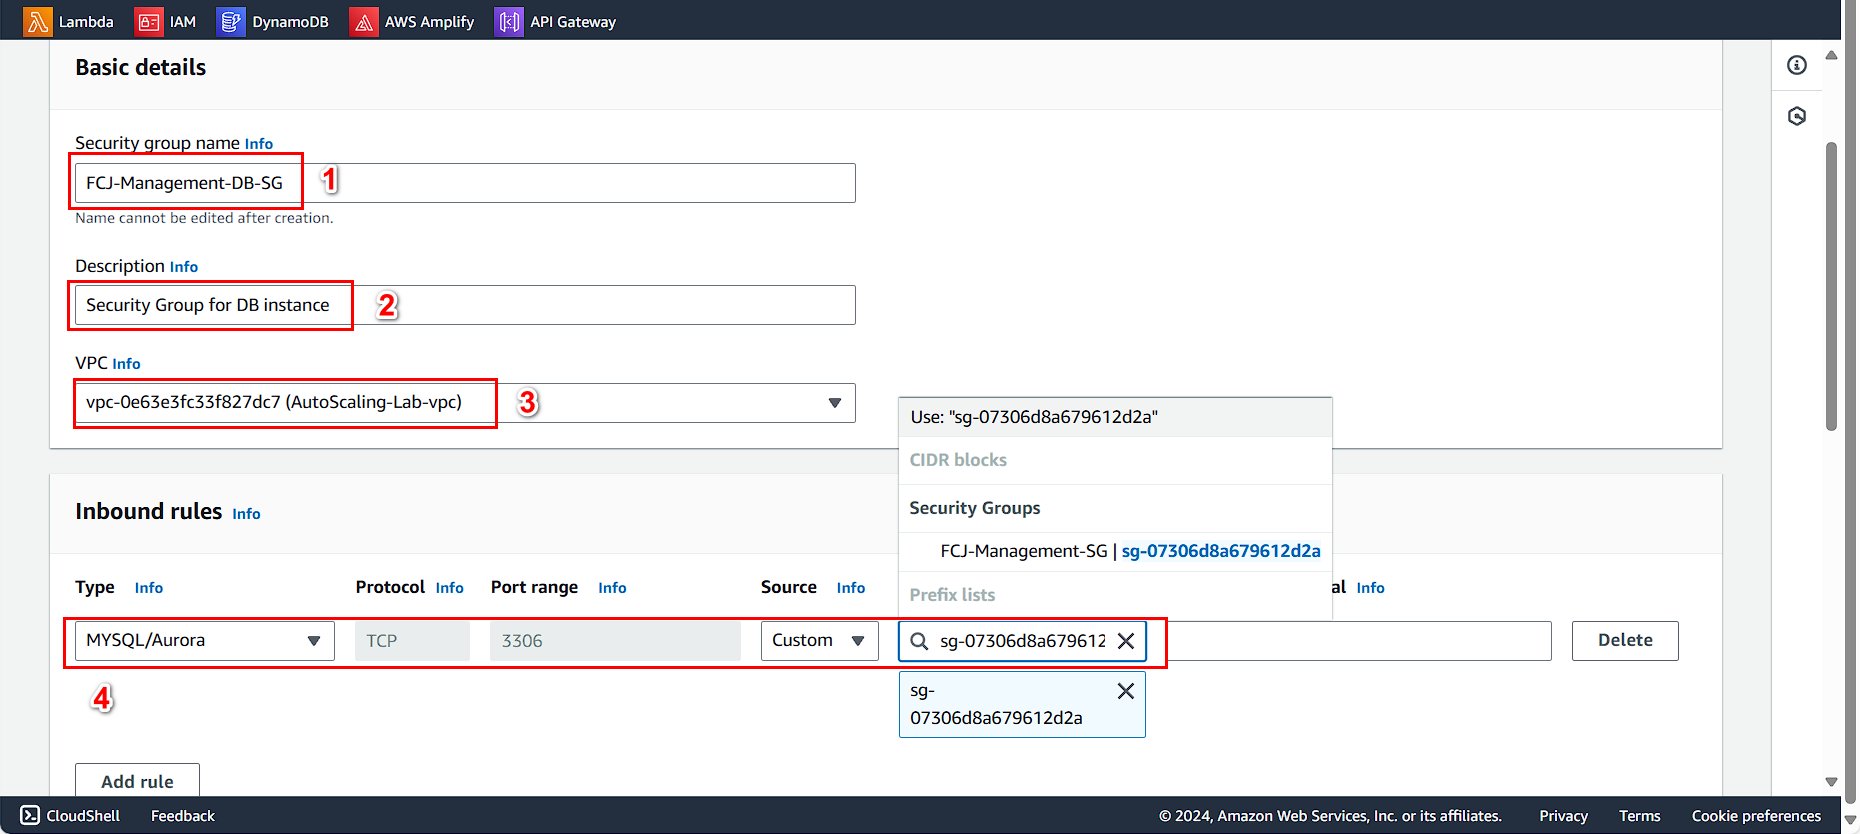 Lambda IAM DynamoDB AWS Amplify API Gateway
Basic details
Security group name Info
FCJ-Management-DB-SG 1
Name cannot be edited after creation.
Description Info
Security Group for DB instance 2
VPC Info
vpc-0e63e3fc33f827dc7 (AutoScaling-Lab-vpc) 3
Use: "sg-07306d8a679612d2a"
CIDR blocks
Security Groups
FCJ-Management-SG | sg-07306d8a679612d2a
Prefix lists
Inbound rules Info
Type Info Protocol Info Port range Info Source Info al Info
MYSQL/Aurora TCP 3306 Custom sg-07306d8a679612 Delete
4
sg-
07306d8a679612d2a
Add rule
CloudShell Feedback © 2024, Amazon Web Services, Inc. or its affiliates. Privacy Terms Cookie preferences